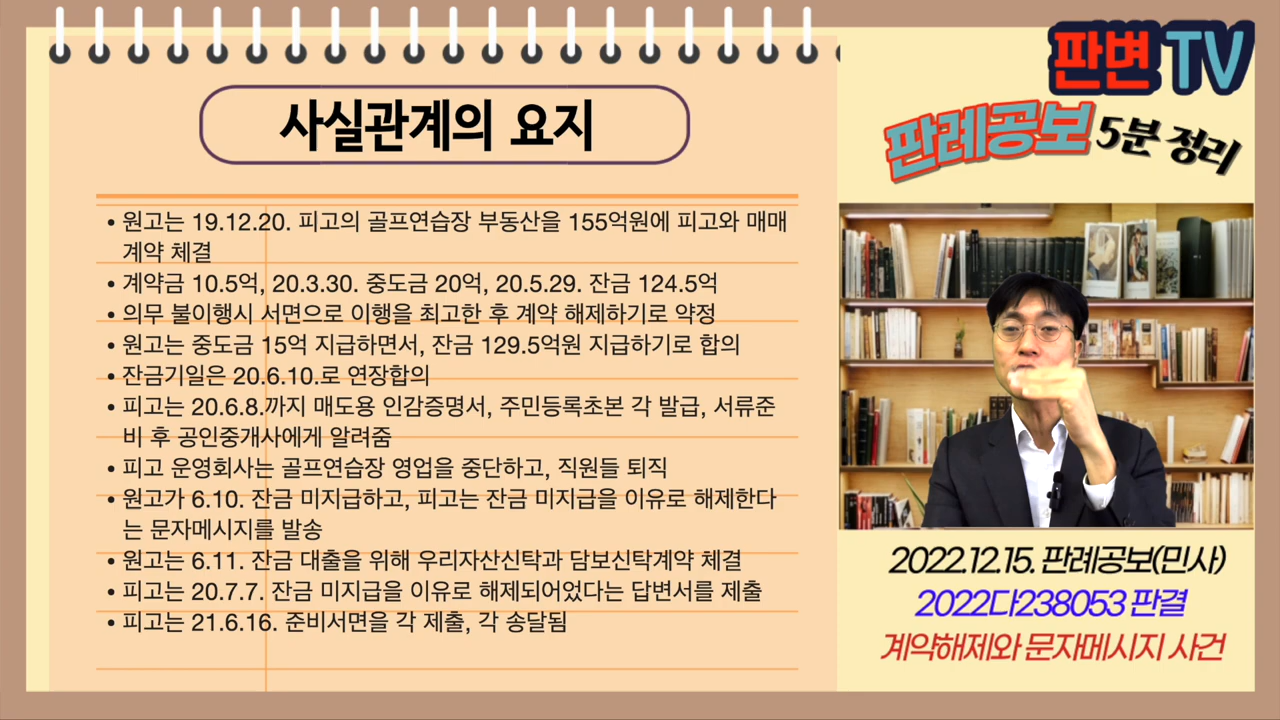 사실관계의 요지
• 원고는 19.12.20. 피고의 골프연습장 부동산을 155억원에 피고와 매매
계약 체결
• 계약금 10.5억, 20.3.30. 중도금 20억, 20.5.29. 잔금 124.5억
• 의무 불이행시 서면으로 이행을 최고한 후 계약 해제하기로 약정
• 원고는 중도금 15억 지급하면서, 잔금 129.5억원 지급하기로 합의
• 잔금기일은 20.6.10.로 연장합의
• 피고는 20.6.8.까지 매도용 인감증명서, 주민등록초본 각 발급, 서류준
비 후 공인중개사에게 알려줌
• 피고 운영회사는 골프연습장 영업을 중단하고, 직원들 퇴직
• 원고가 6.10. 잔금 미지급하고, 피고는 잔금 미지급을 이유로 해제한다
는 문자메시지를 발송
• 원고는 6.11. 잔금 대출을 위해 우리자산신탁과 담보신탁계약 체결
• 피고는 20.7.7. 잔금 미지급을 이유로 해제되어었다는 답변서를 제출
• 피고는 21.6.16. 준비서면을 각 제출, 각 송달됨
판변 TV
판례공보 5분 정리
2022.12.15. 판례공보(민사)
2022다238053 판결
계약해제와 문자메시지 사건